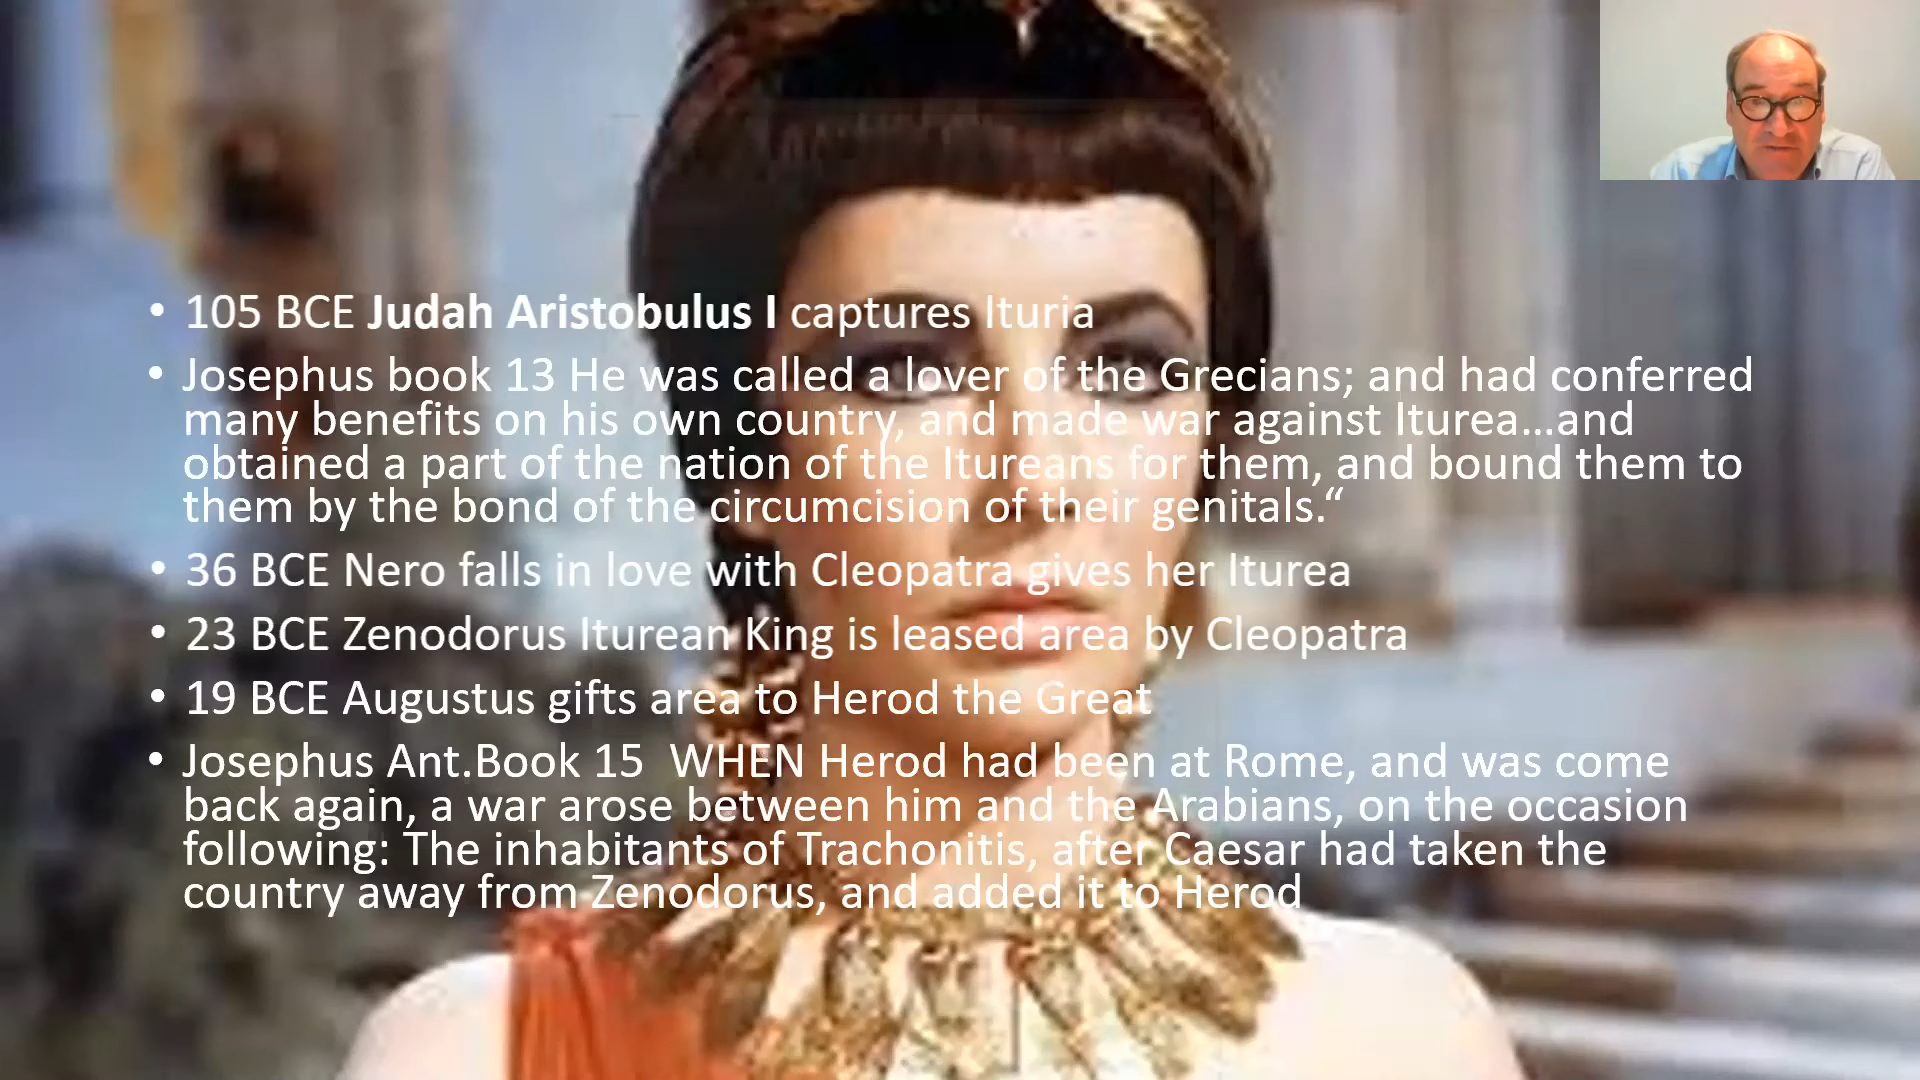 • 105 BCE Judah Aristobulus I captures Ituria
• Josephus book 13 He was called a lover of the Grecians; and had conferred
many benefits on his own country, and made war against Iturea...and
obtained a part of the nation of the Itureans for them, and bound them to
them by the bond of the circumcision of their genitals.“
• 36 BCE Nero falls in love with Cleopatra gives her Iturea
• 23 BCE Zenodorus Iturean King is leased area by Cleopatra
• 19 BCE Augustus gifts area to Herod the Great
• Josephus Ant.Book 15  WHEN Herod had been at Rome, and was come
back again, a war arose between him and the Arabians, on the occasion
following: The inhabitants of Trachonitis, after Caesar had taken the
country away from Zenodorus, and added it to Herod